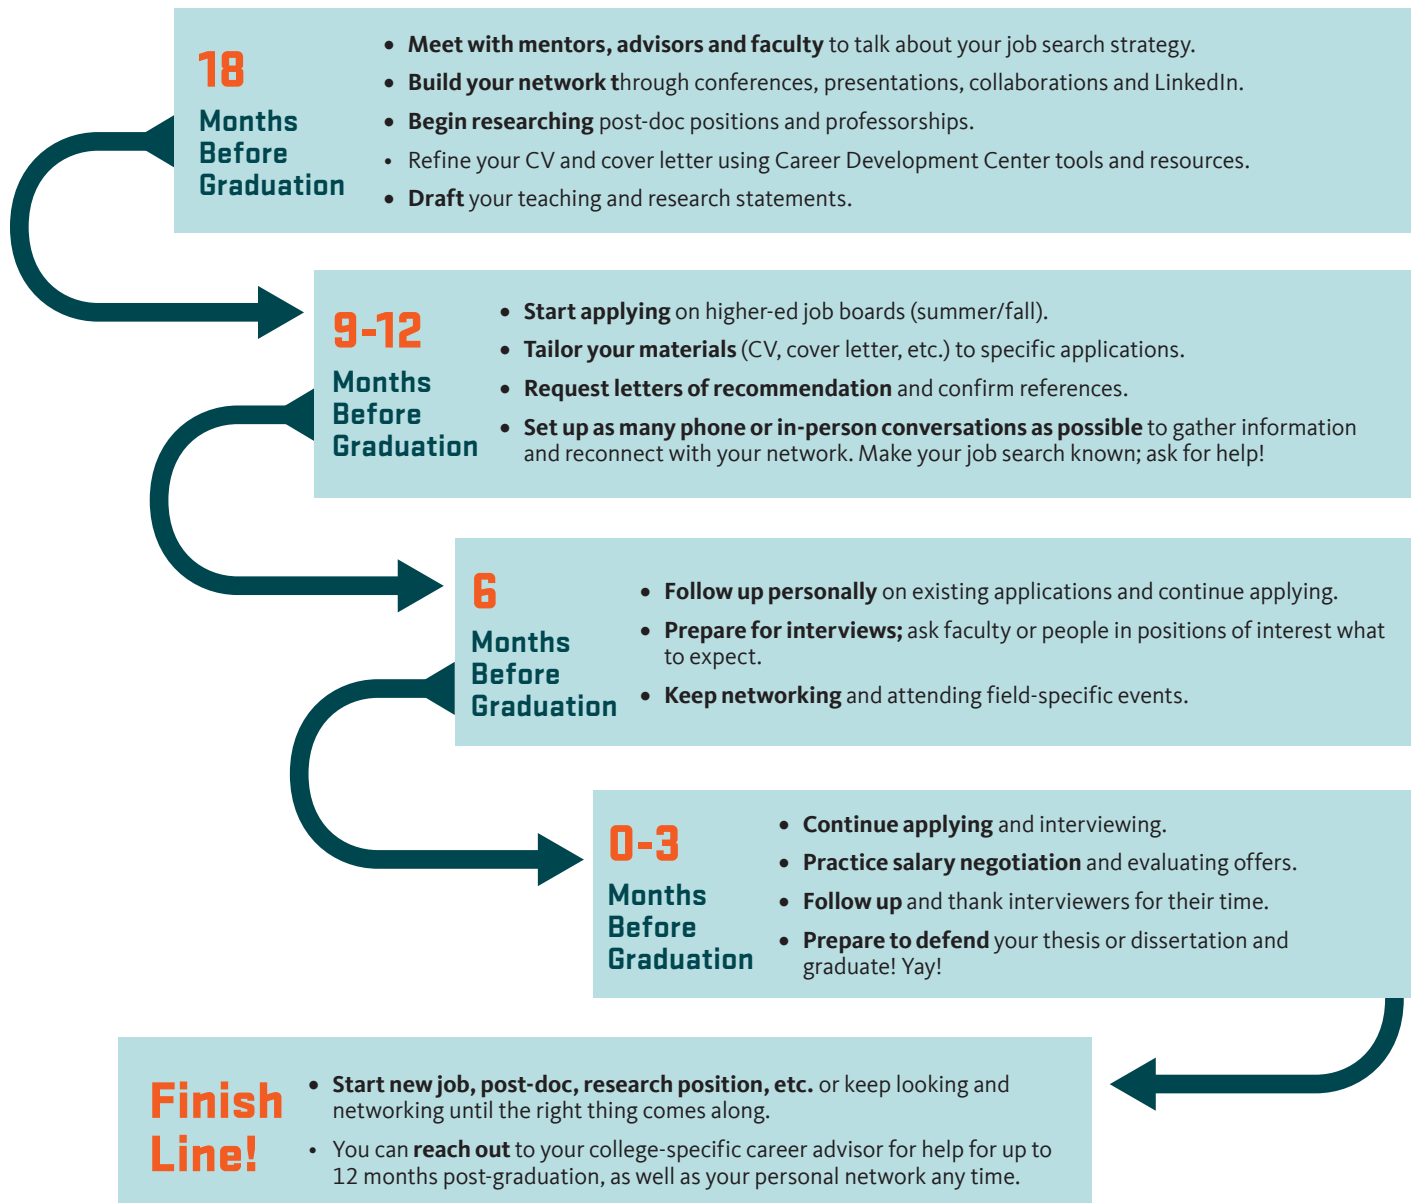 18
Months
Before
Graduation
• Meet with mentors, advisors and faculty to talk about your job search strategy.
• Build your network through conferences, presentations, collaborations and LinkedIn.
• Begin researching post-doc positions and professorships.
• Refine your CV and cover letter using Career Development Center tools and resources.
• Draft your teaching and research statements.
9-12
Months
Before
Graduation
• Start applying on higher-ed job boards (summer/fall).
• Tailor your materials (CV, cover letter, etc.) to specific applications.
• Request letters of recommendation and confirm references.
• Set up as many phone or in-person conversations as possible to gather information
and reconnect with your network. Make your job search known; ask for help!
6
Months
Before
Graduation
• Follow up personally on existing applications and continue applying.
• Prepare for interviews; ask faculty or people in positions of interest what
to expect.
• Keep networking and attending field-specific events.
0-3
Months
Before
Graduation
• Continue applying and interviewing.
• Practice salary negotiation and evaluating offers.
• Follow up and thank interviewers for their time.
• Prepare to defend your thesis or dissertation and
graduate! Yay!
Finish
Line!
• Start new job, post-doc, research position, etc. or keep looking and
networking until the right thing comes along.
• You can reach out to your college-specific career advisor for help for up to
12 months post-graduation, as well as your personal network any time.